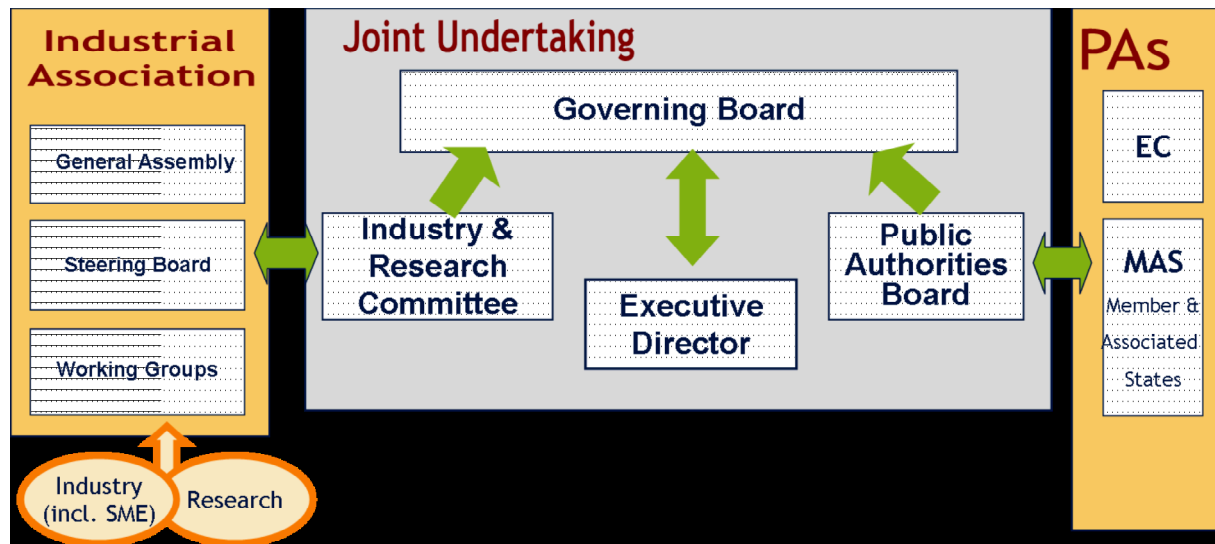 Industrial
Association
General Assembly
Steering Board
Working Groups
Industry
(incl. SME)
Research
Joint Undertaking
Governing Board
Industry &
Research
Committee
Executive
Director
Public
Authorities
Board
PAs
EC
MAS
Member &
Associated
States